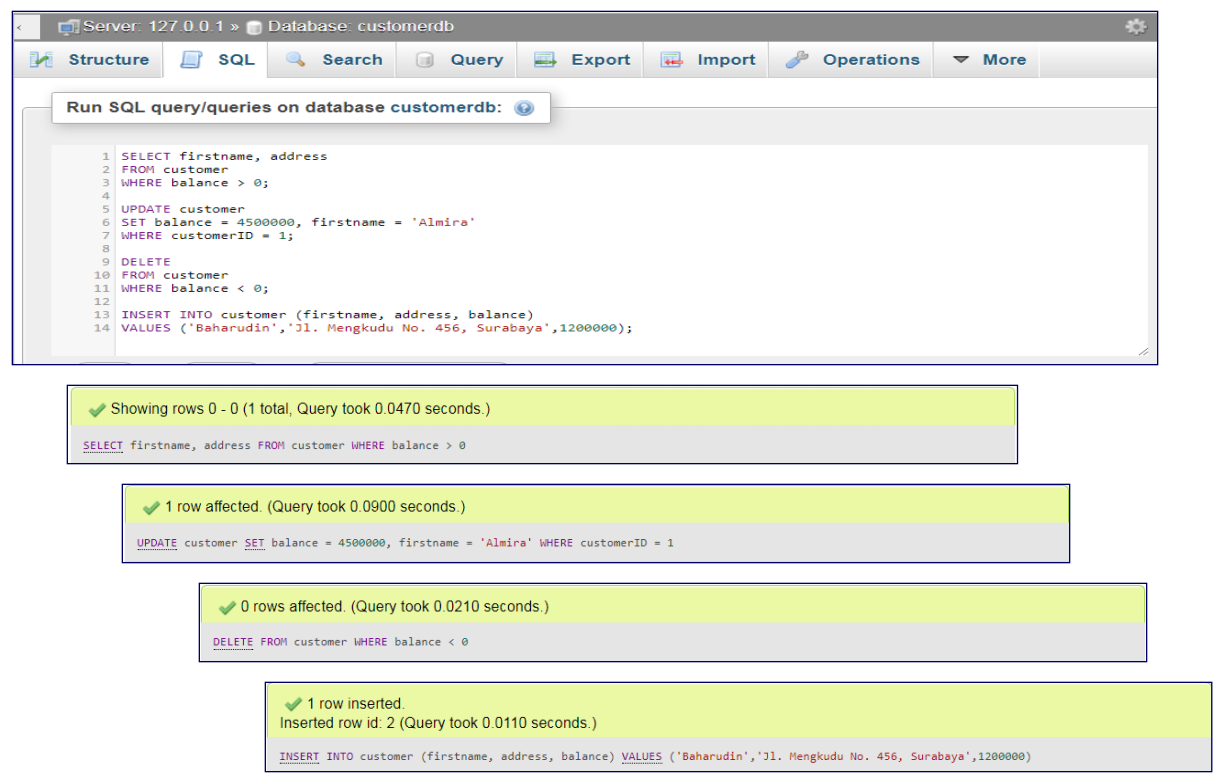 Server: 127.0.0.1 » Database: customerdb
Structure SQL Search Query Export Import Operations More
Run SQL query/queries on database customerdb:
1 SELECT firstname, address
2 FROM customer
3 WHERE balance > 0;
4
5 UPDATE customer
6 SET balance = 4500000, firstname = 'Almira'
7 WHERE customerID = 1;
8
9 DELETE
10 FROM customer
11 WHERE balance < 0;
12
13 INSERT INTO customer (firstname, address, balance)
14 VALUES ('Baharudin','Jl. Mengkudu No. 456, Surabaya',1200000);
Showing rows 0 - 0 (1 total, Query took 0.0470 seconds.)
SELECT firstname, address FROM customer WHERE balance > 0
1 row affected. (Query took 0.0900 seconds.)
UPDATE customer SET balance = 4500000, firstname = 'Almira' WHERE customerID = 1
0 rows affected. (Query took 0.0210 seconds.)
DELETE FROM customer WHERE balance < 0
1 row inserted.
Inserted row id: 2 (Query took 0.0110 seconds.)
INSERT INTO customer (firstname, address, balance) VALUES ('Baharudin','Jl. Mengkudu No. 456, Surabaya',1200000)